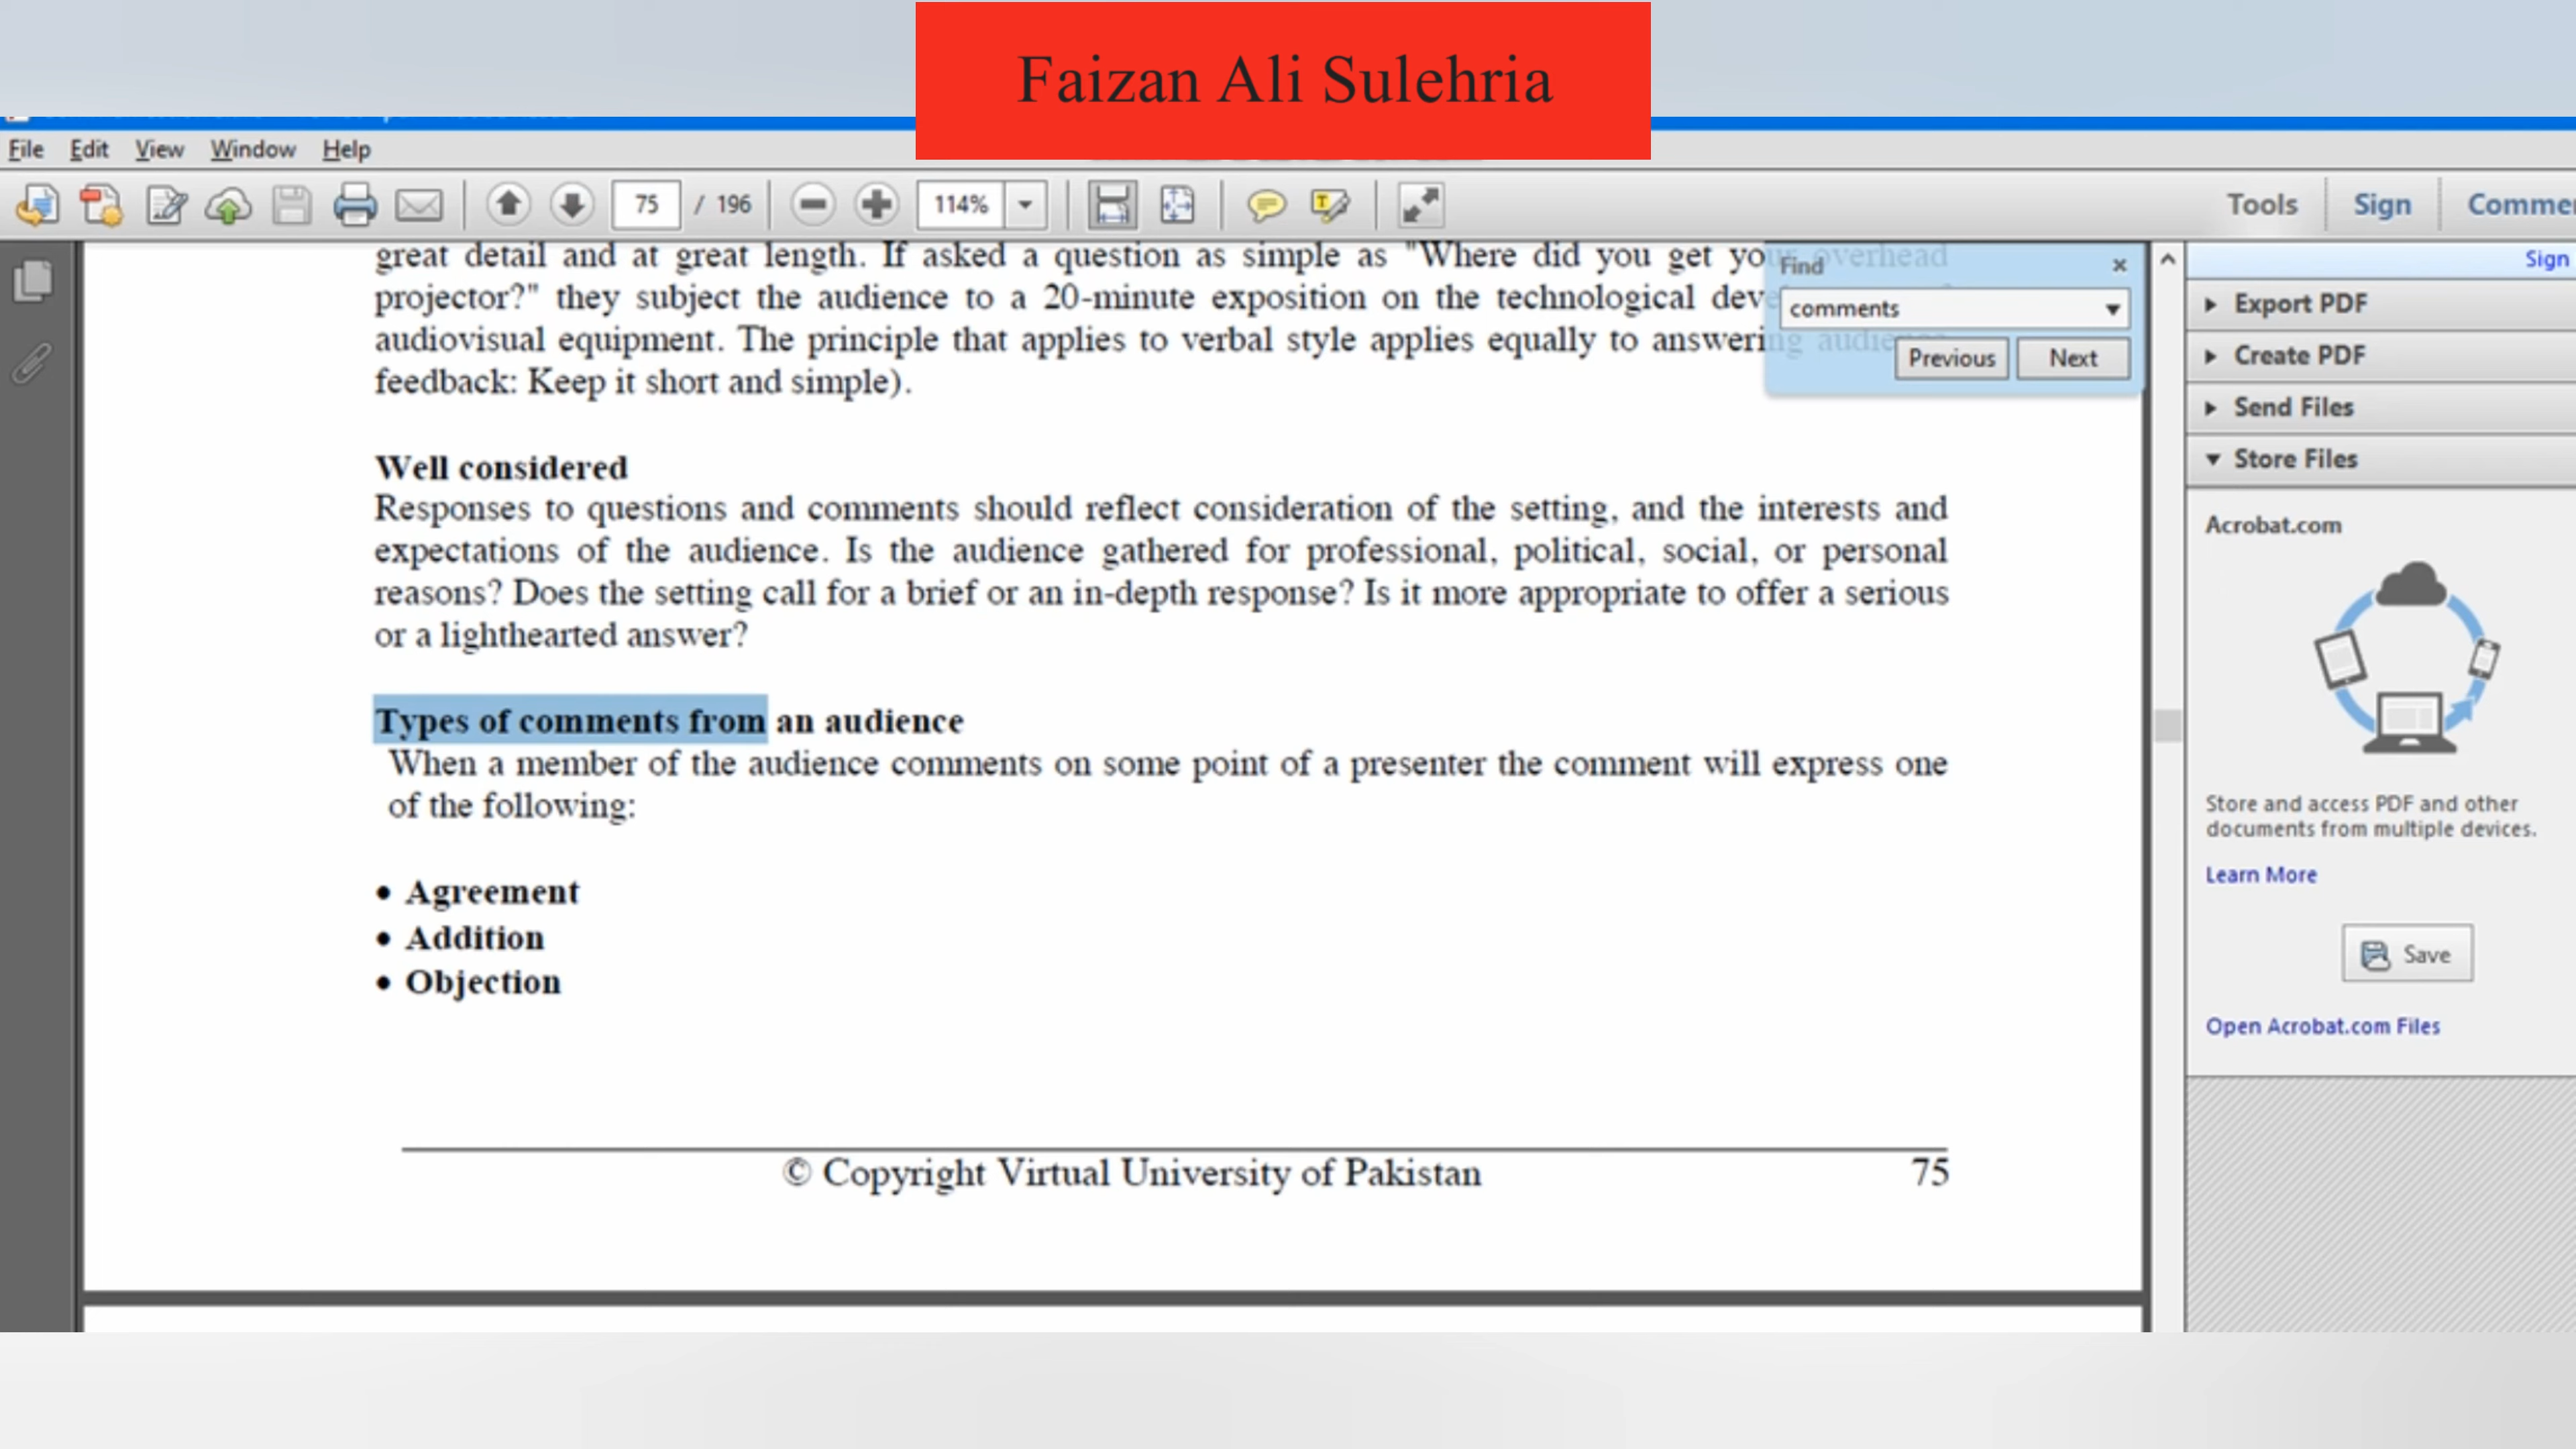 Faizan Ali Sulehria
File Edit View Window Help
75 / 196 114% Tools Sign Comme
great detail and at great length. If asked a question as simple as "Where did you get your overhead
projector?" they subject the audience to a 20-minute exposition on the technological
audiovisual equipment. The principle that applies to verbal style applies equally to answering audience
feedback: Keep it short and simple).
Find
comments
Previous Next
Well considered
Responses to questions and comments should reflect consideration of the setting, and the interests and
expectations of the audience. Is the audience gathered for professional, political, social, or personal
reasons? Does the setting call for a brief or an in-depth response? Is it more appropriate to offer a serious
or a lighthearted answer?
Types of comments from an audience
When a member of the audience comments on some point of a presenter the comment will express one
of the following:
• Agreement
• Addition
• Objection
© Copyright Virtual University of Pakistan 75
Sign
Export PDF
Create PDF
Send Files
Store Files
Acrobat.com
Store and access PDF and other
documents from multiple devices.
Learn More
Save
Open Acrobat.com Files